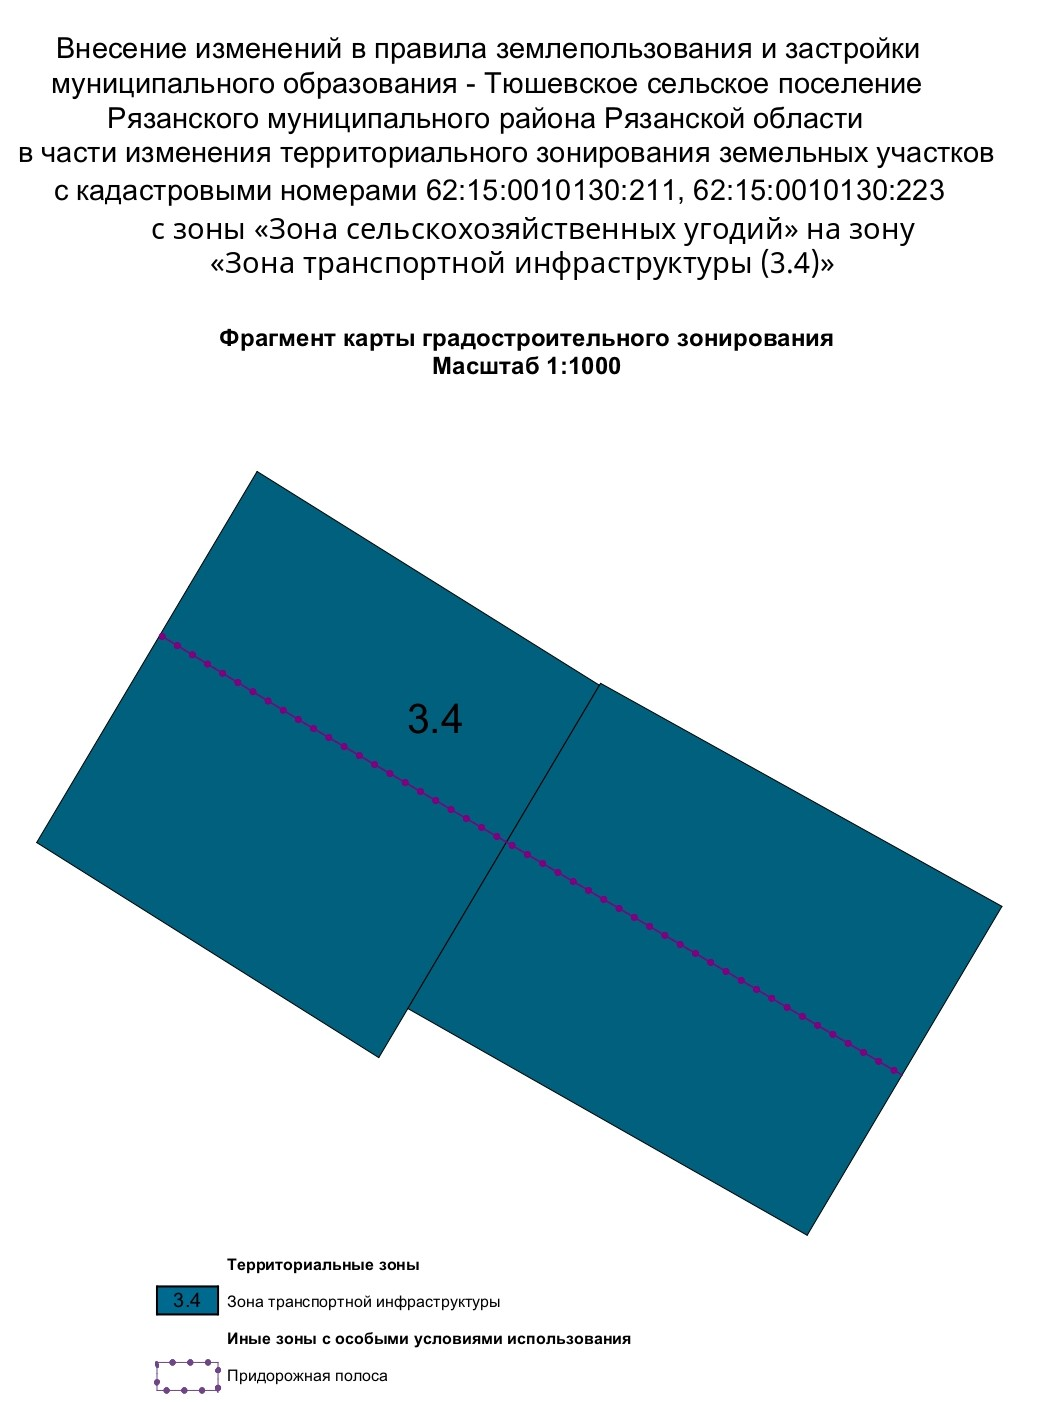 Внесение изменений в правила землепользования и застройки
муниципального образования - Тюшевское сельское поселение
Рязанского муниципального района Рязанской области
в части изменения территориального зонирования земельных участков
с кадастровыми номерами 62:15:0010130:211, 62:15:0010130:223
с зоны «Зона сельскохозяйственных угодий» на зону
«Зона транспортной инфраструктуры (3.4)»
Фрагмент карты градостроительного зонирования
Масштаб 1:1000
3.4
Территориальные зоны
3.4 Зона транспортной инфраструктуры
Иные зоны с особыми условиями использования
Придорожная полоса